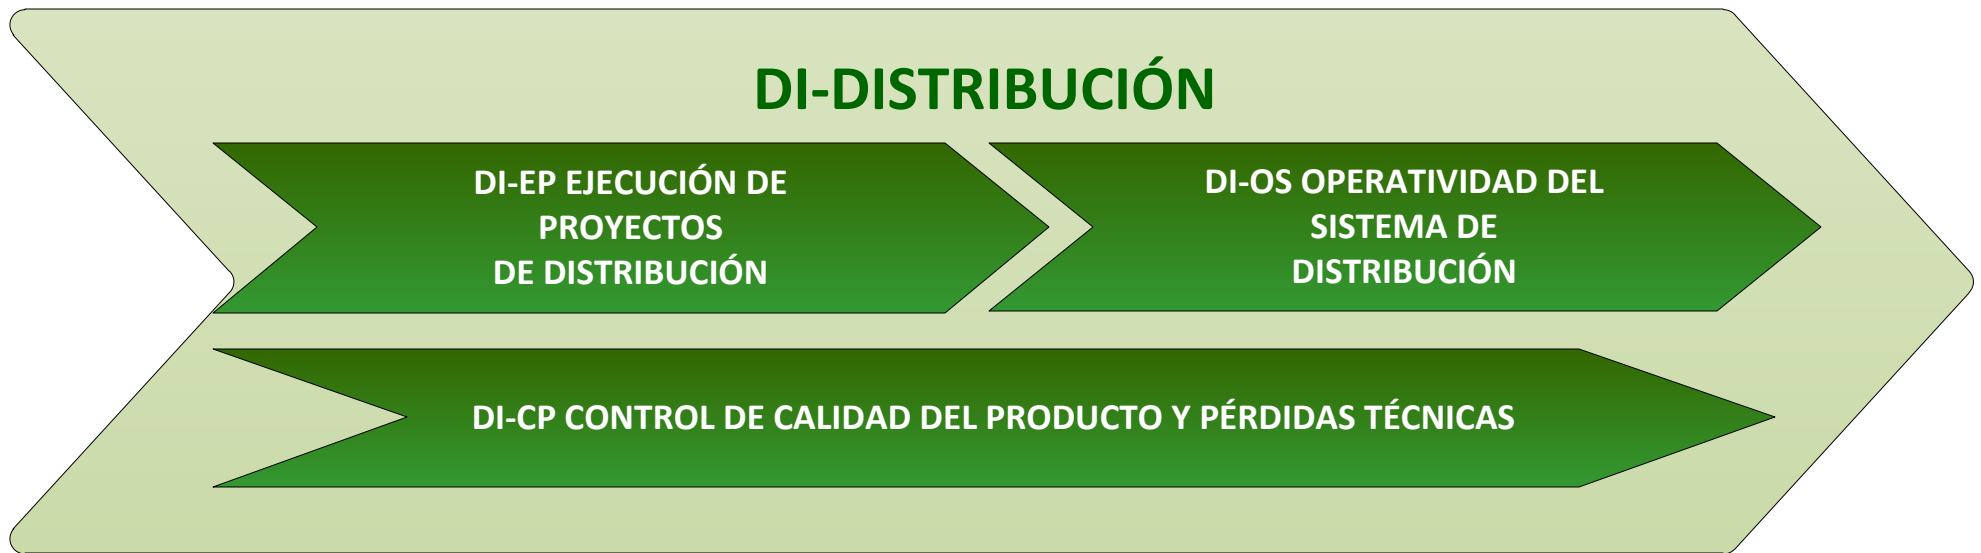 DI-DISTRIBUCIÓN
DI-EP EJECUCIÓN DE
PROYECTOS
DE DISTRIBUCIÓN
DI-OS OPERATIVIDAD DEL
SISTEMA DE
DISTRIBUCIÓN
DI-CP CONTROL DE CALIDAD DEL PRODUCTO Y PÉRDIDAS TÉCNICAS